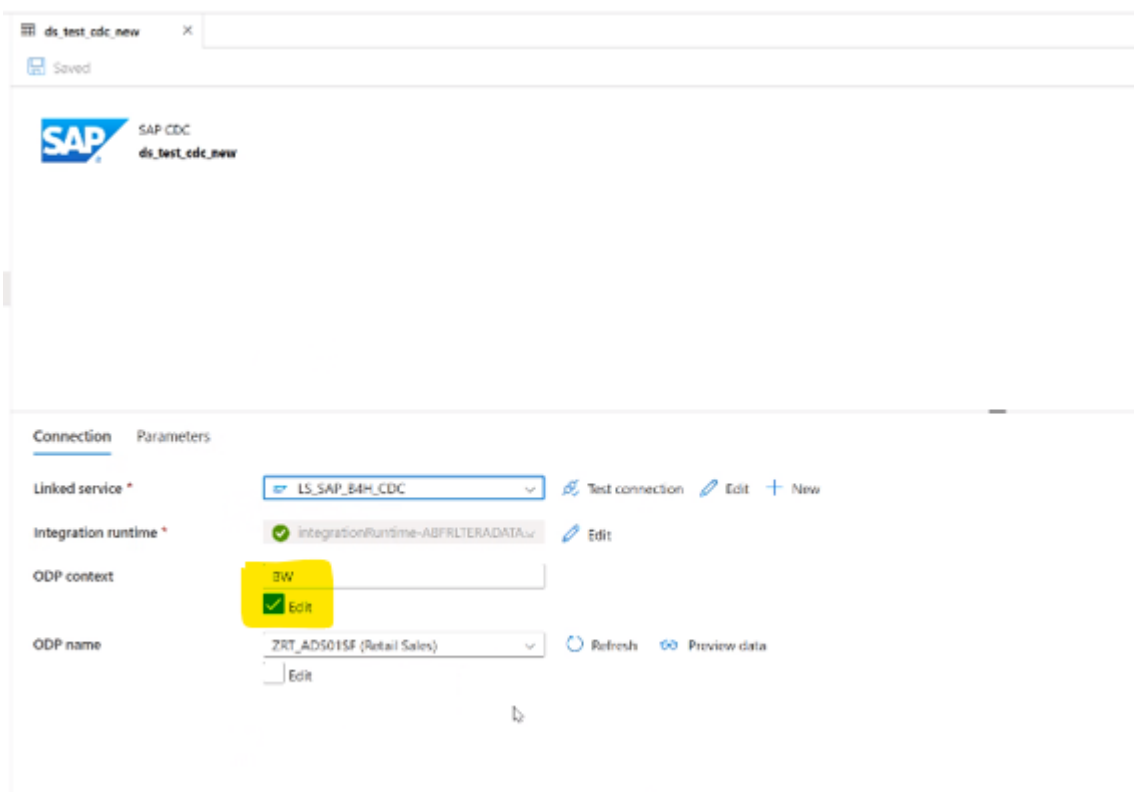 ds_test_cdc_new ×
Saved
SAP
SAP CDC
ds_test_cdc_new
Connection Parameters
Linked service * LS_SAP_B4H_CDC Test connection Edit New
Integration runtime * integrationRuntime-ABFRLTERADATA... Edit
ODP context BW
Edit
ODP name ZRT_ADS01SF (Retail Sales) Refresh Preview data
Edit